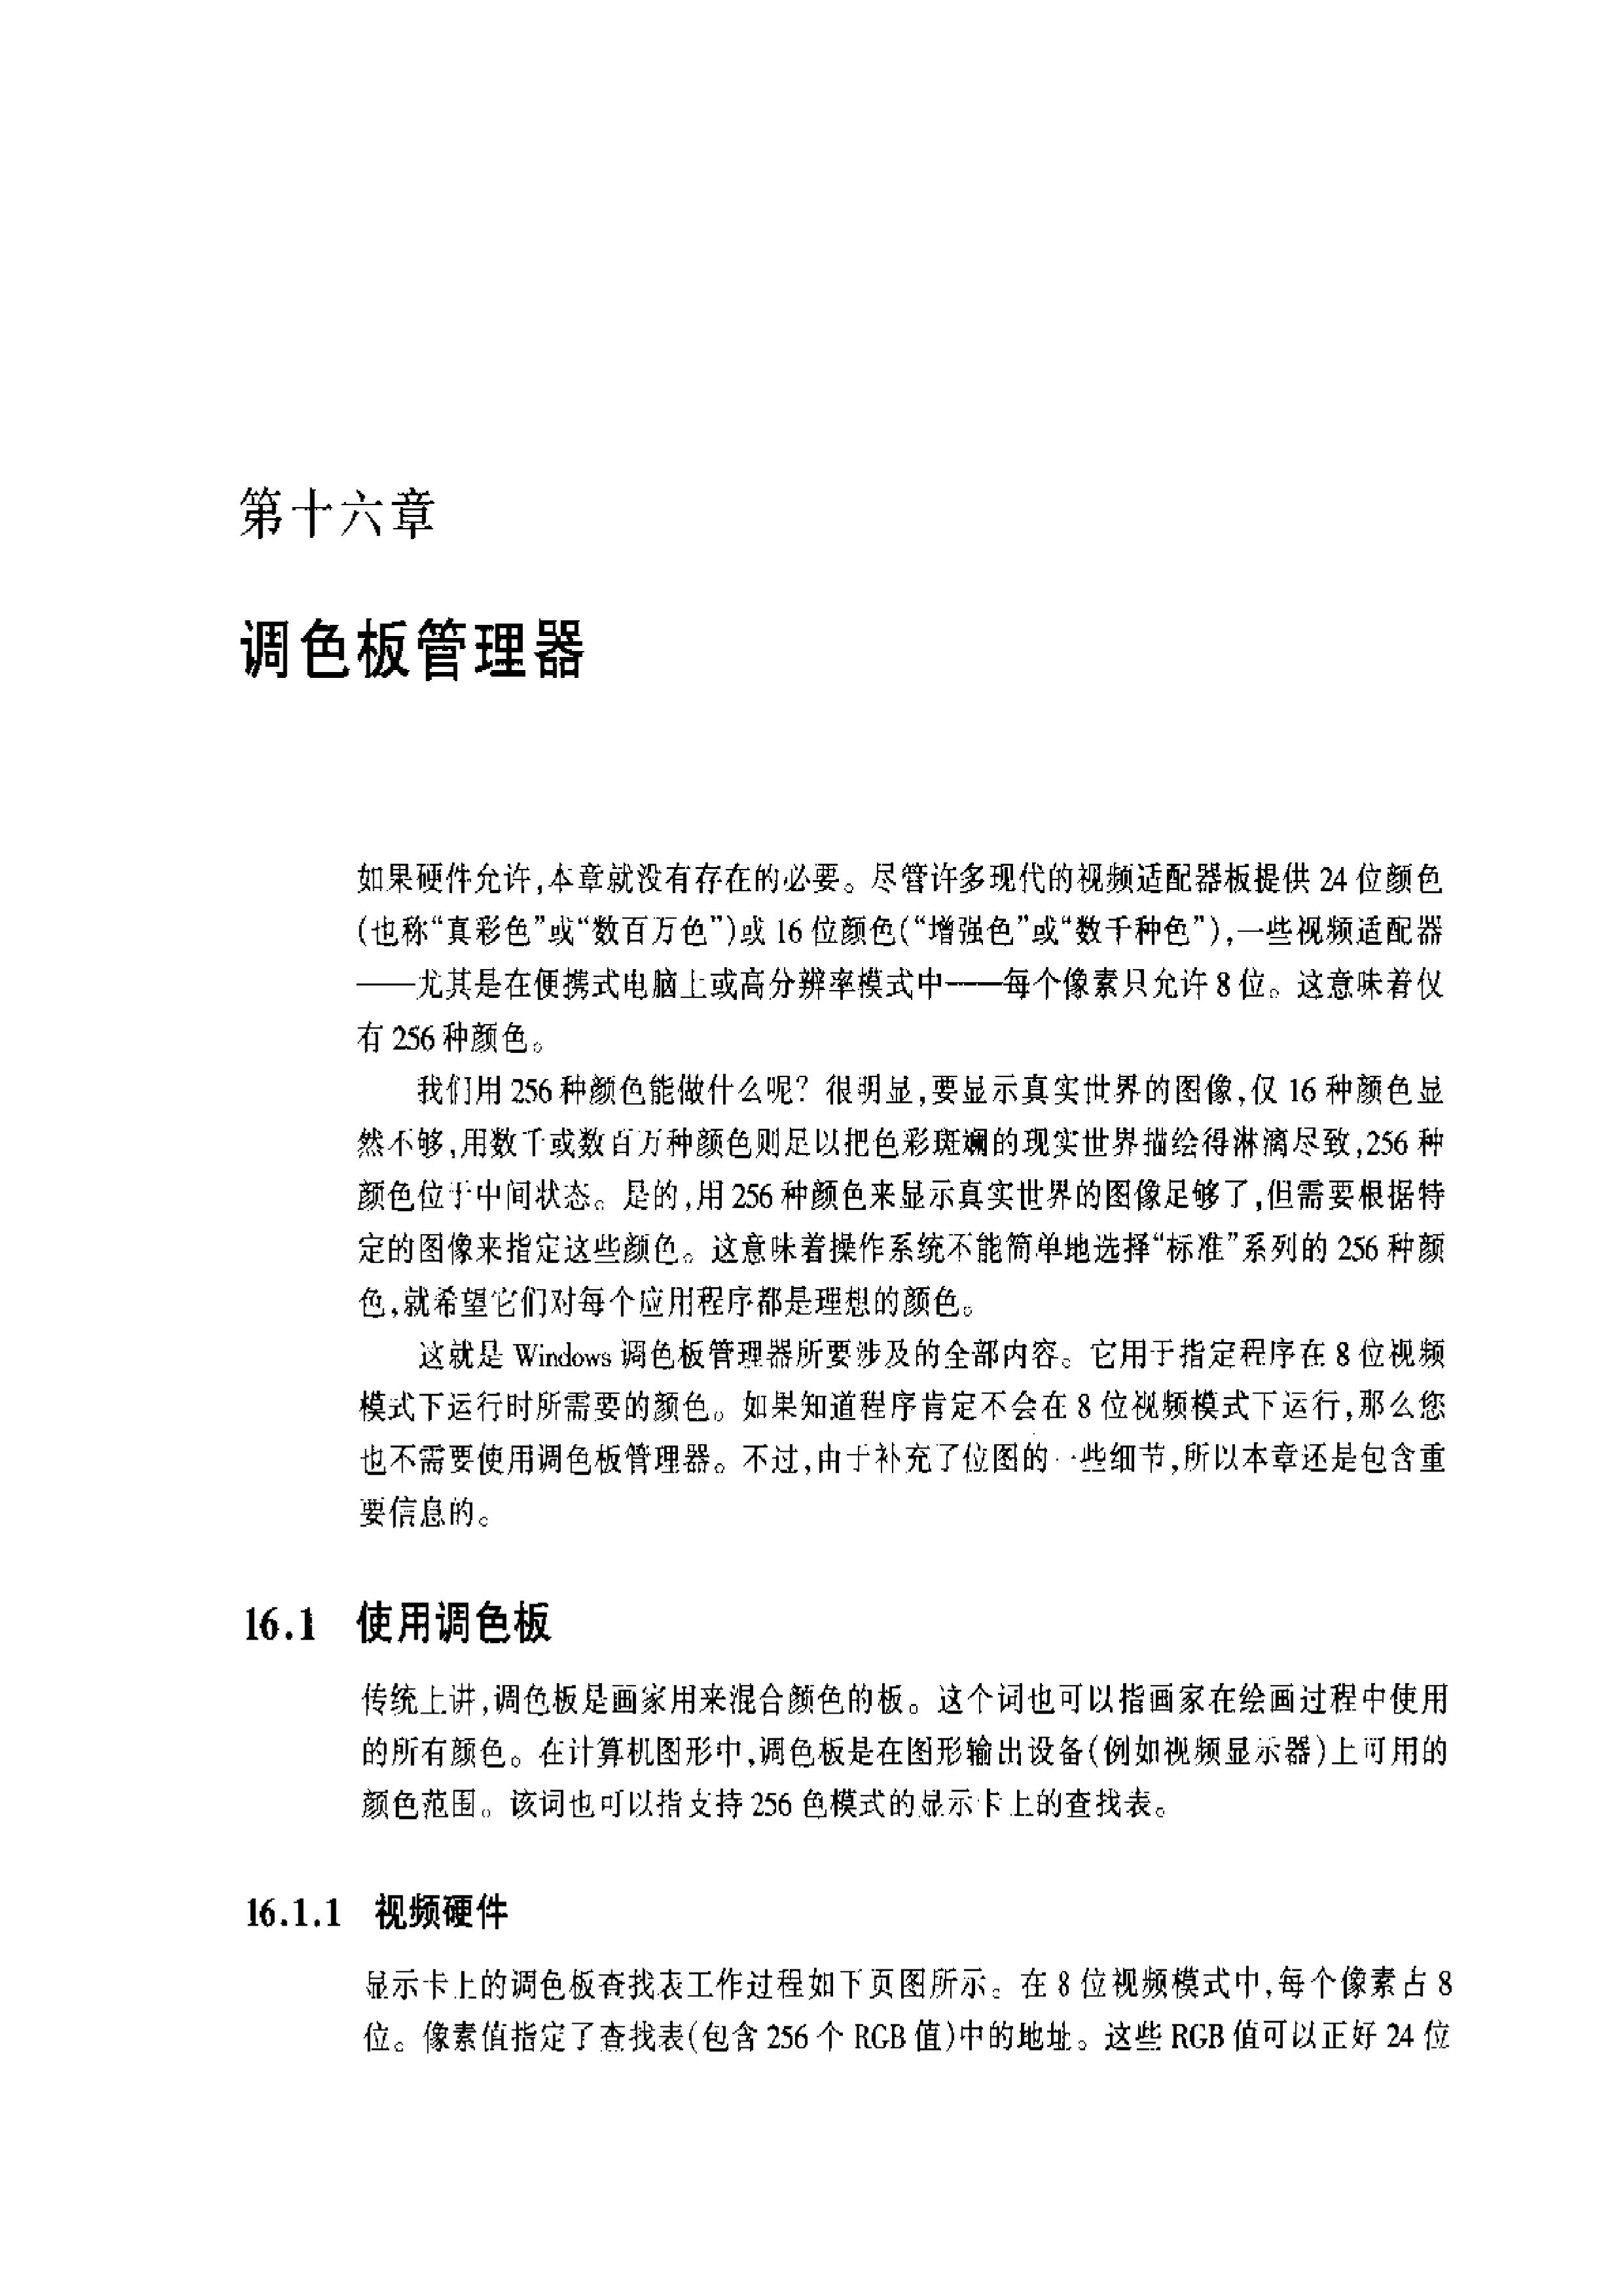 第十六章
调色板管理器
如果硬件允许,本章就没有存在的必要。尽管许多现代的视频适配器板提供 24 位颜色
(也称“真彩色”或“数百万色”)或 16 位颜色(“增强色”或“数千种色”),一些视频适配器
——尤其是在便携式电脑上或高分辨率模式中——每个像素只允许 8 位。这意味着仅
有 256 种颜色。
我们用 256 种颜色能做什么呢? 很明显,要显示真实世界的图像,仅 16 种颜色显
然不够,用数千或数百万种颜色则足以把色彩斑斓的现实世界描绘得淋漓尽致,256 种
颜色位于中间状态。是的,用 256 种颜色来显示真实世界的图像足够了,但需要根据特
定的图像来指定这些颜色。这意味着操作系统不能简单地选择“标准”系列的 256 种颜
色,就希望它们对每个应用程序都是理想的颜色。
这就是 Windows 调色板管理器所要涉及的全部内容。它用于指定程序在 8 位视频
模式下运行时所需要的颜色。如果知道程序肯定不会在 8 位视频模式下运行,那么您
也不需要使用调色板管理器。不过,由于补充了位图的一些细节,所以本章还是包含重
要信息的。
16.1 使用调色板
传统上讲,调色板是画家用来混合颜色的板。这个词也可以指画家在绘画过程中使用
的所有颜色。在计算机图形中,调色板是在图形输出设备(例如视频显示器)上可用的
颜色范围。该词也可以指支持 256 色模式的显示卡上的查找表。
16.1.1 视频硬件
显示卡上的调色板查找表工作过程如下页图所示。在 8 位视频模式中,每个像素占 8
位。像素值指定了查找表(包含 256 个 RGB 值)中的地址。这些 RGB 值可以正好 24 位